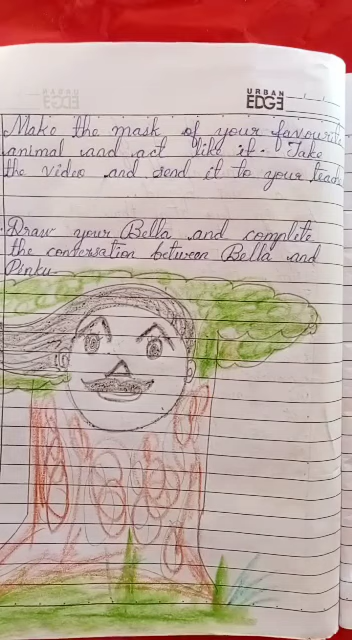 URBAN
EDGE
Make the mask of your favourite
animal and act like it. Take
the video and send it to your teach
Draw your Bella and complete
the conversation between Bella and
Pinku